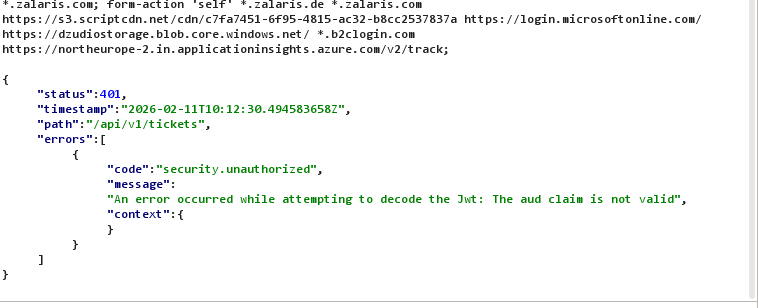 *.zalaris.com; form-action 'self' *.zalaris.de *.zalaris.com
https://s3.scriptcdn.net/cdn/c7fa7451-6f95-4815-ac32-b8cc2537837a https://login.microsoftonline.com/
https://dzudiostorage.blob.core.windows.net/ *.b2clogin.com
https://northeurope-2.in.applicationinsights.azure.com/v2/track;
{
"status":401,
"timestamp":"2026-02-11T10:12:30.494583658Z",
"path":"/api/v1/tickets",
"errors":[
{
"code":"security.unauthorized",
"message":
"An error occurred while attempting to decode the Jwt: The aud claim is not valid",
"context":{
}
}
]
}